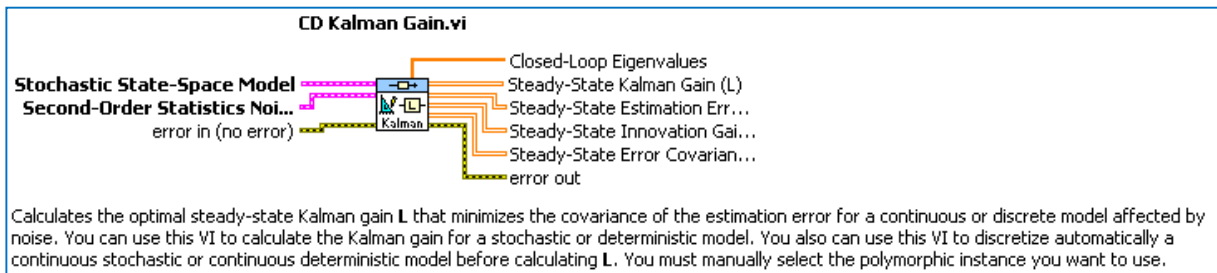 CD Kalman Gain.vi
Closed-Loop Eigenvalues
Stochastic State-Space Model
Steady-State Kalman Gain (L)
Second-Order Statistics Noi...
Steady-State Estimation Err...
error in (no error)
Kalman
L
Steady-State Innovation Gai...
Steady-State Error Covarian...
error out
Calculates the optimal steady-state Kalman gain L that minimizes the covariance of the estimation error for a continuous or discrete model affected by
noise. You can use this VI to calculate the Kalman gain for a stochastic or deterministic model. You also can use this VI to discretize automatically a
continuous stochastic or continuous deterministic model before calculating L. You must manually select the polymorphic instance you want to use.